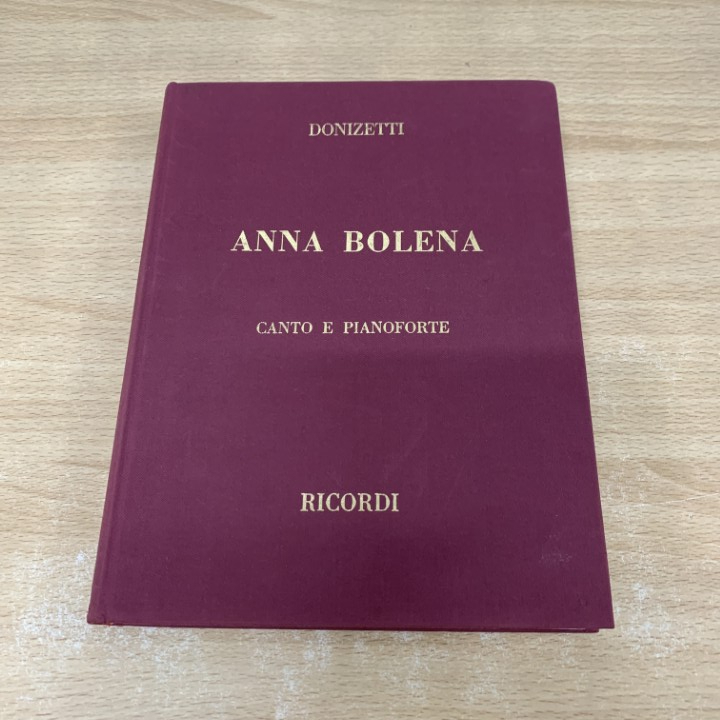 DONIZETTI
ANNA BOLENA
CANTO E PIANOFORTE
RICORDI